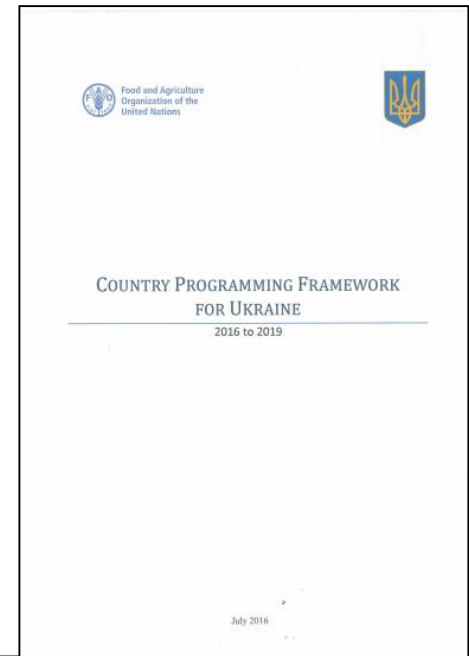 Food and Agriculture
Organization of the
United Nations
COUNTRY PROGRAMMING FRAMEWORK
FOR UKRAINE
2016 to 2019
July 2016